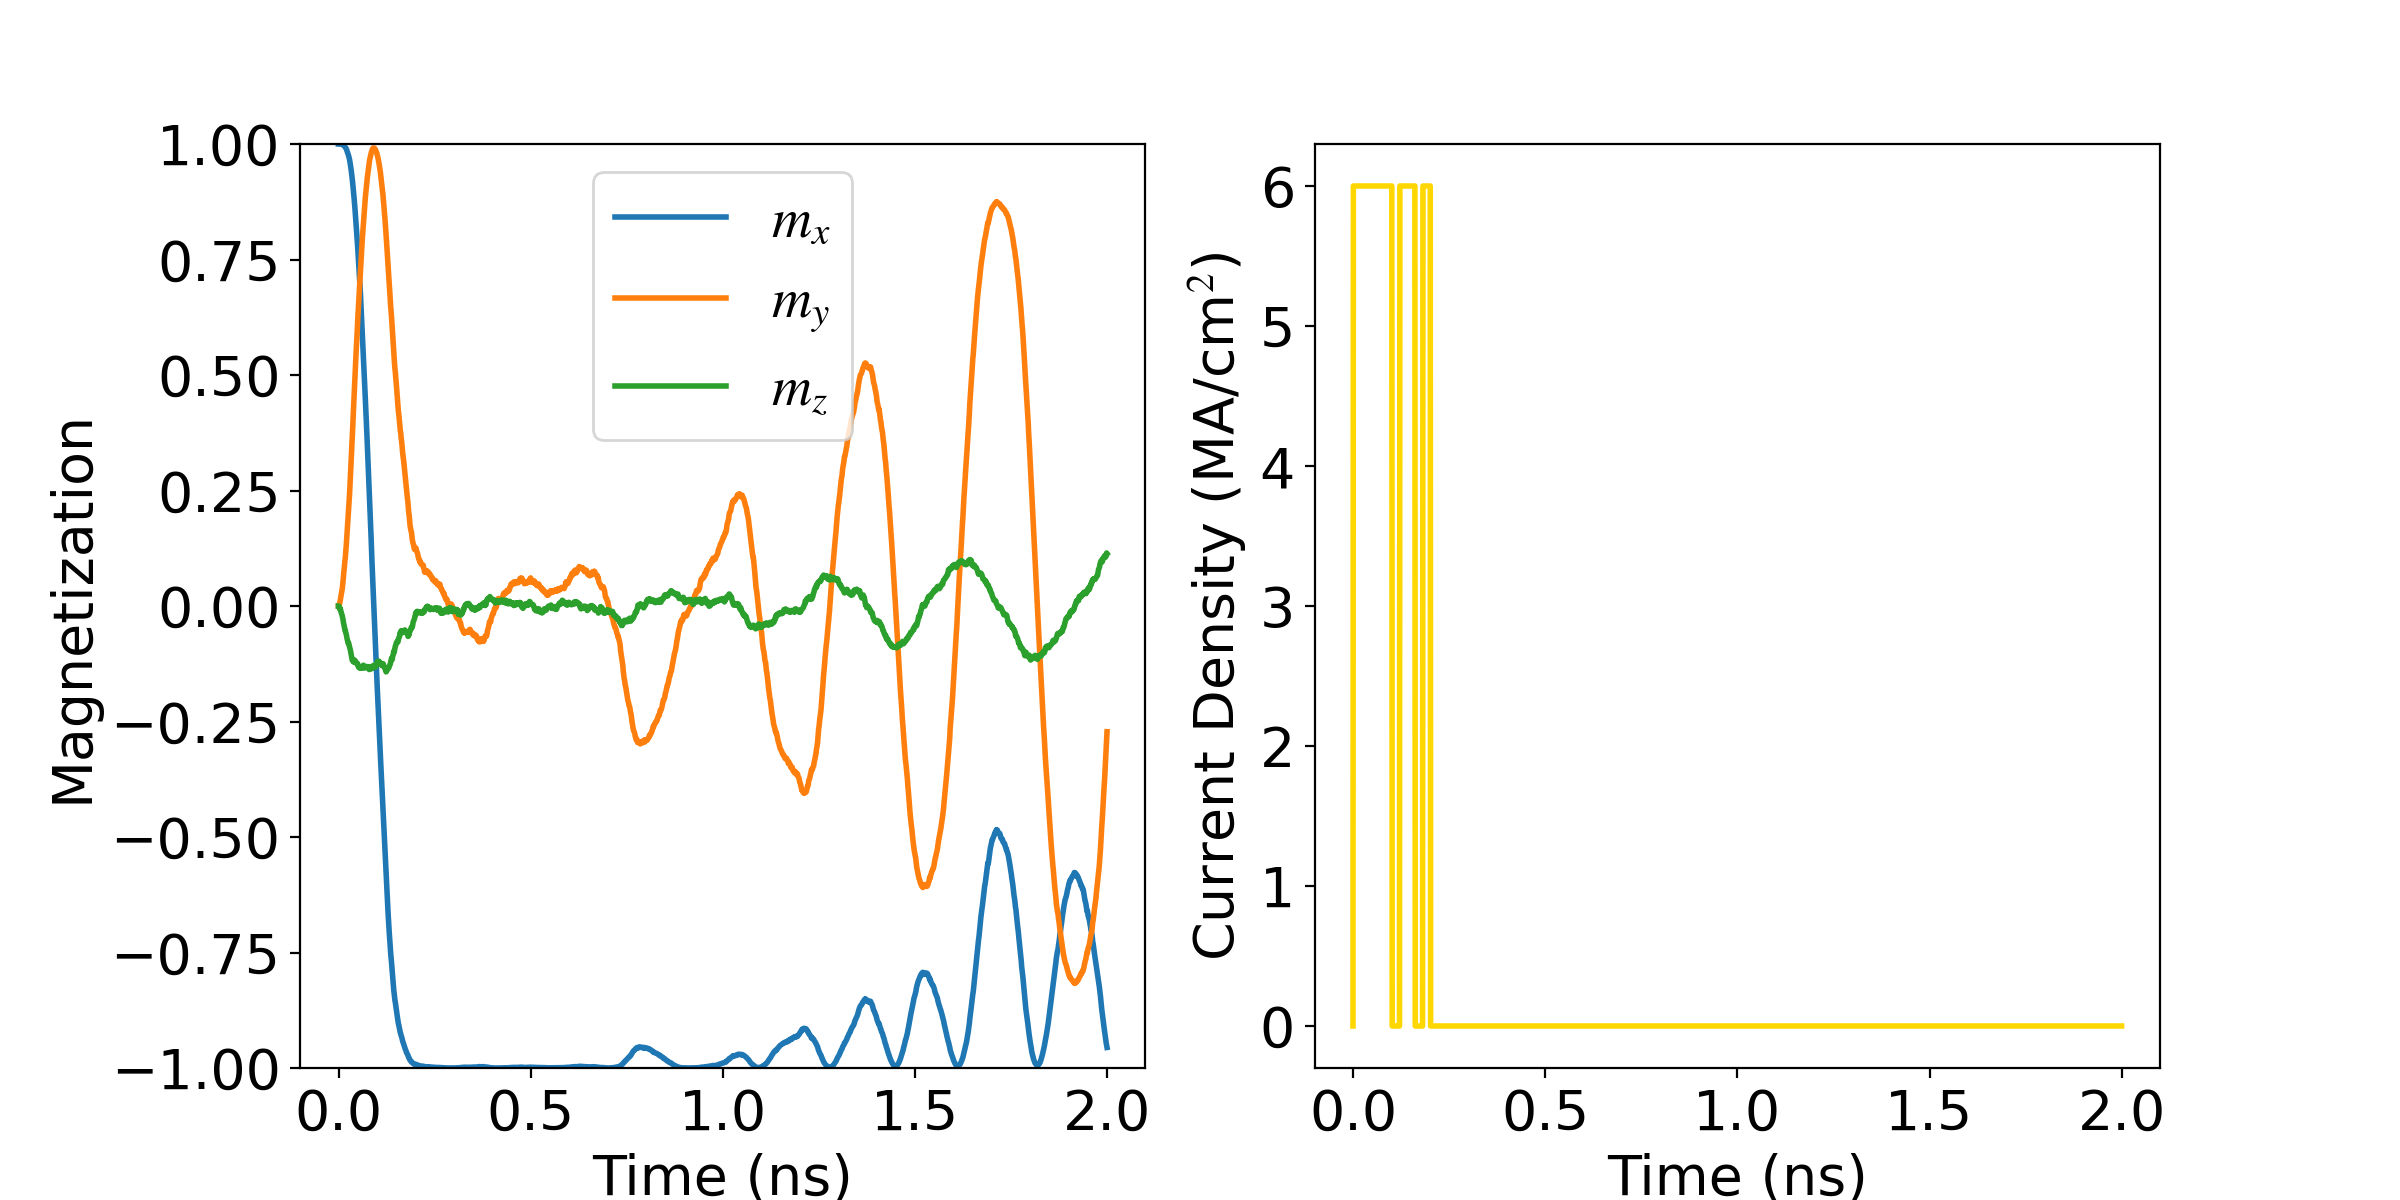 1.00
0.75
0.50
0.25
0.00
−0.25
−0.50
−0.75
−1.00
Magnetization
m_x
m_y
m_z
0.0 0.5 1.0 1.5 2.0
Time (ns)
6
5
4
3
2
1
0
Current Density (MA/cm²)
0.0 0.5 1.0 1.5 2.0
Time (ns)